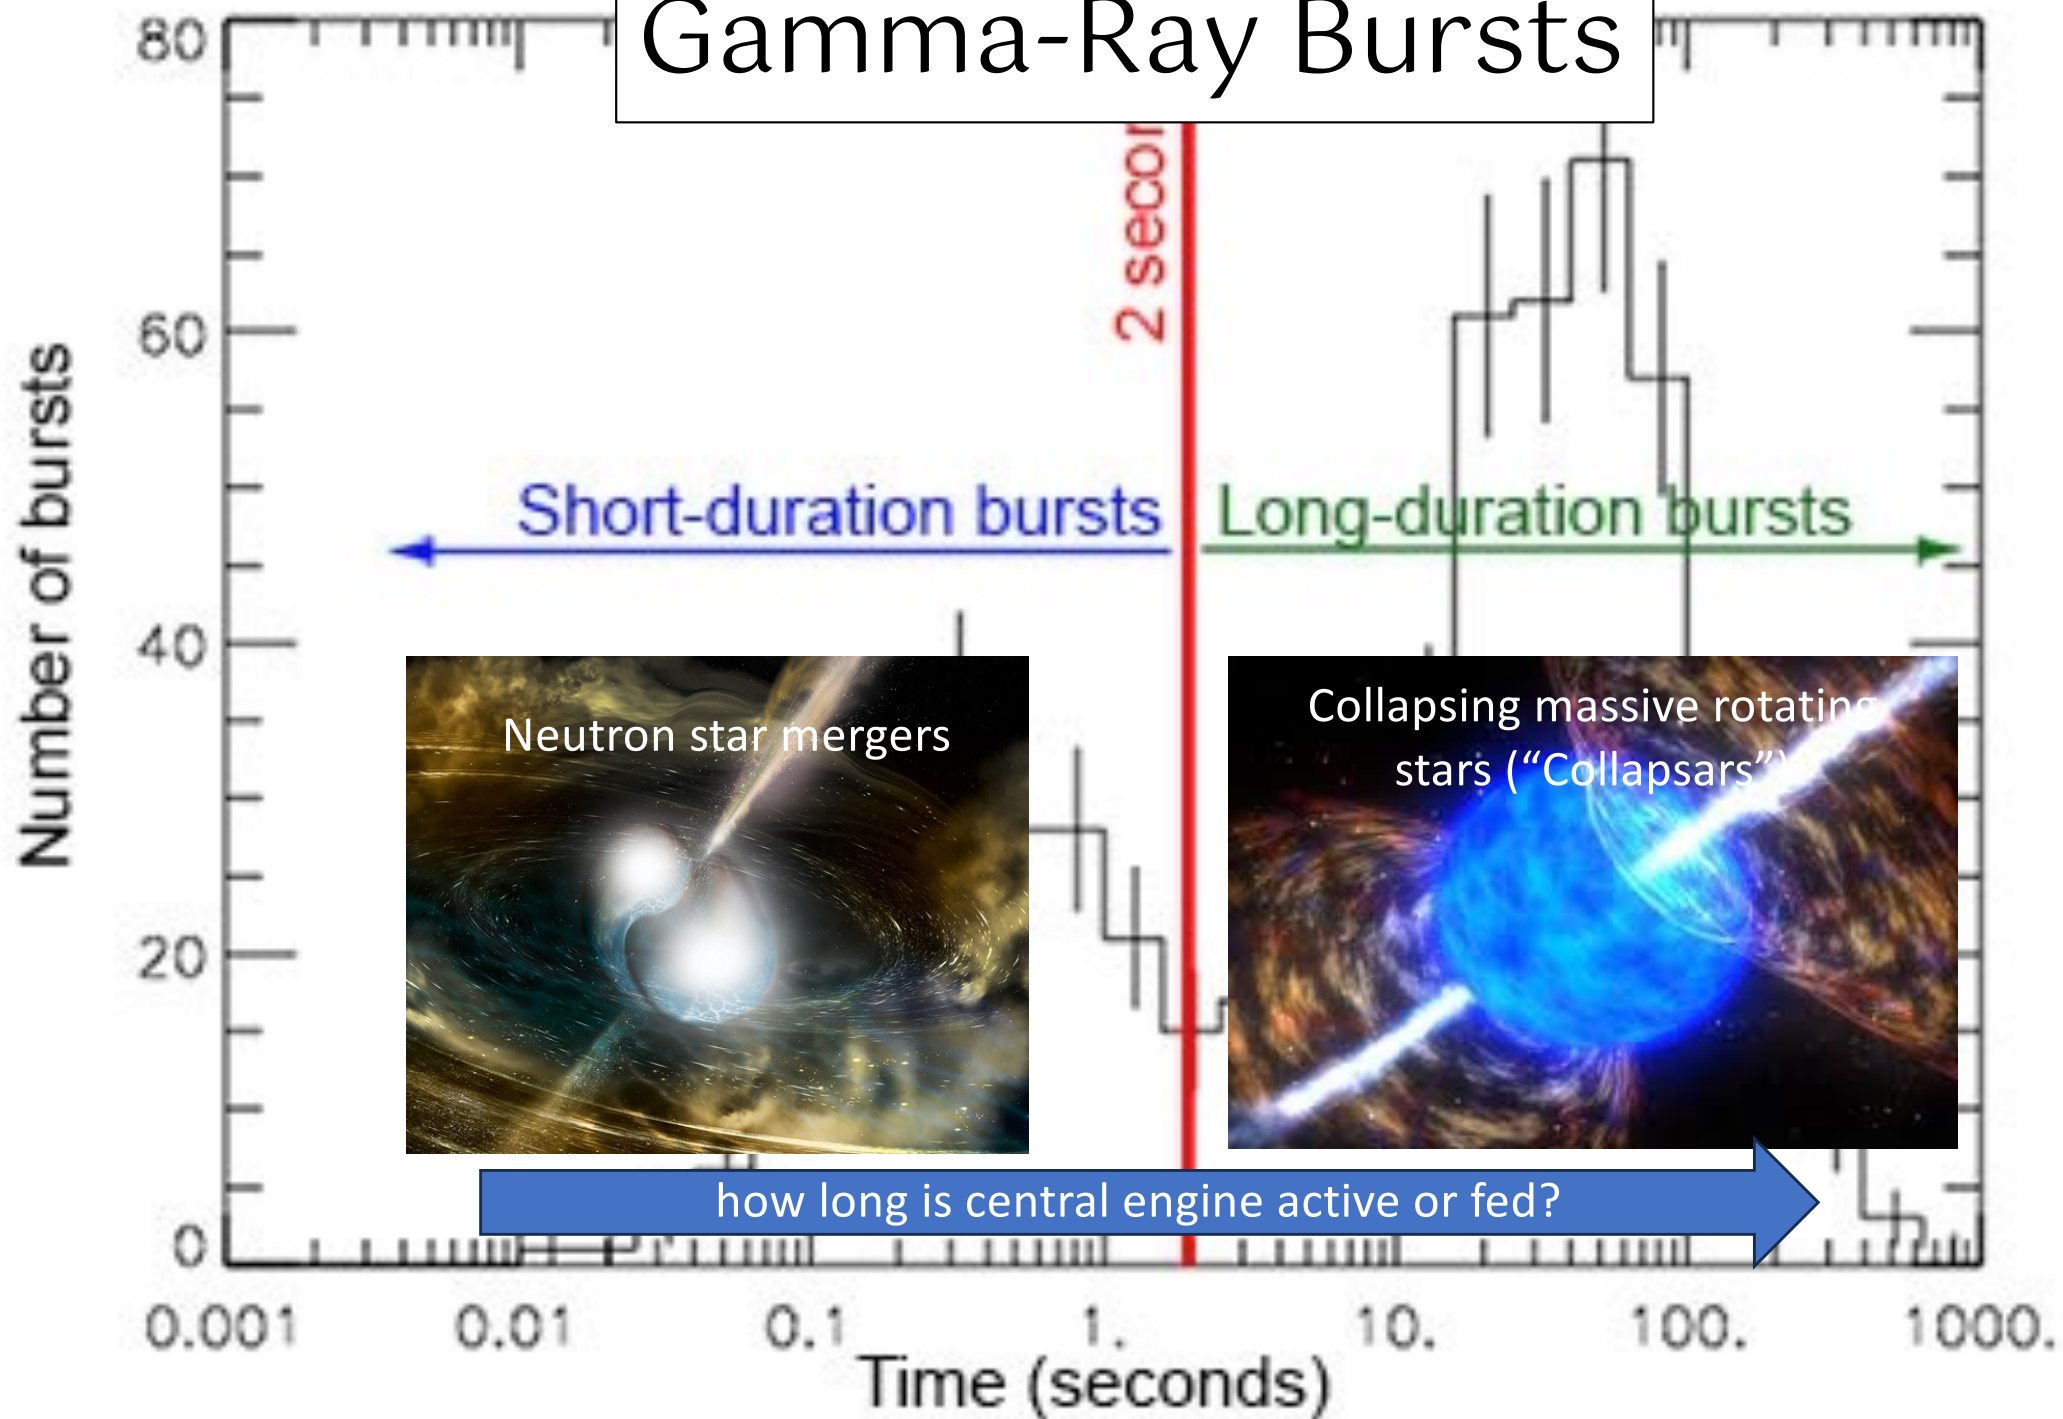 Gamma-Ray Bursts
80
60
40
20
0
Number of bursts
2 secon
Short-duration bursts
Long-duration bursts
Neutron star mergers
Collapsing massive rotating
stars (“Collapsars”)
how long is central engine active or fed?
0.001 0.01 0.1 1. 10. 100. 1000.
Time (seconds)